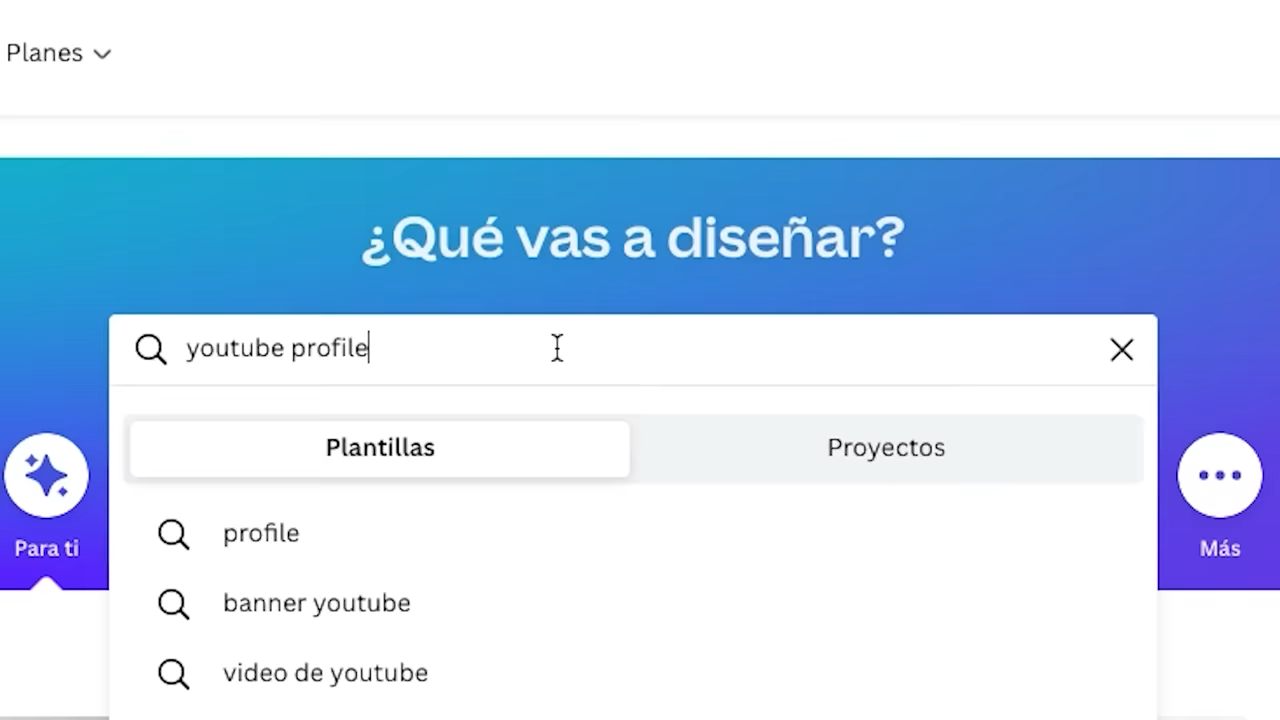 Planes
¿Qué vas a diseñar?
youtube profile
Plantillas
Proyectos
Para ti
Más
profile
banner youtube
video de youtube